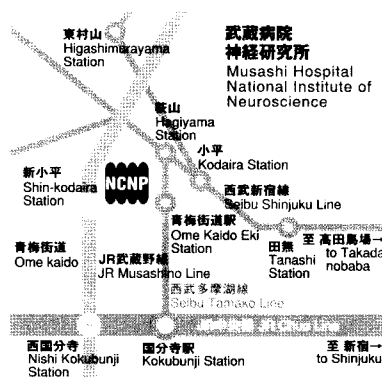 東村山
Higashimurayama
Station
武蔵病院
神経研究所
Musashi Hospital
National Institute of
Neuroscience
萩山
Hagiyama
Station
小平
Kodaira Station
新小平
Shin-kodaira
Station
NCNP
西武新宿線
Seibu Shinjuku Line
青梅街道駅
Ome Kaido Eki
Station
田無
Tanashi
Station
至 高田馬場→
to Takada
nobaba
青梅街道
Ome kaido
JR武蔵野線
JR Musashino Line
西武多摩湖線
Seibu Tamako Line
JR Chuo Line
西国分寺
Nishi Kokubunji
Station
国分寺駅
Kokubunji Station
至 新宿→
to Shinjuku